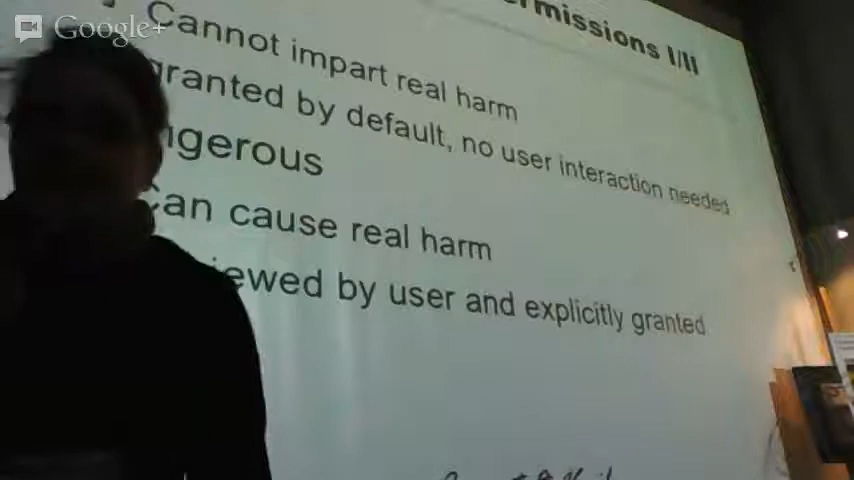 Google+
rmissions I/II
Cannot impart real harm
granted by default, no user interaction needed
ngerous
Can cause real harm
iewed by user and explicitly granted